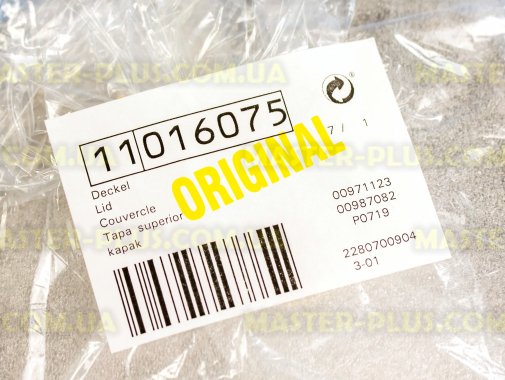 11016075
7 / 1
Deckel
Lid
Couvercle
Tapa superior
kapak
ORIGINAL
00971123
00987082
P0719
2280700904
3-01
MASTER-PLUS.COM.UA